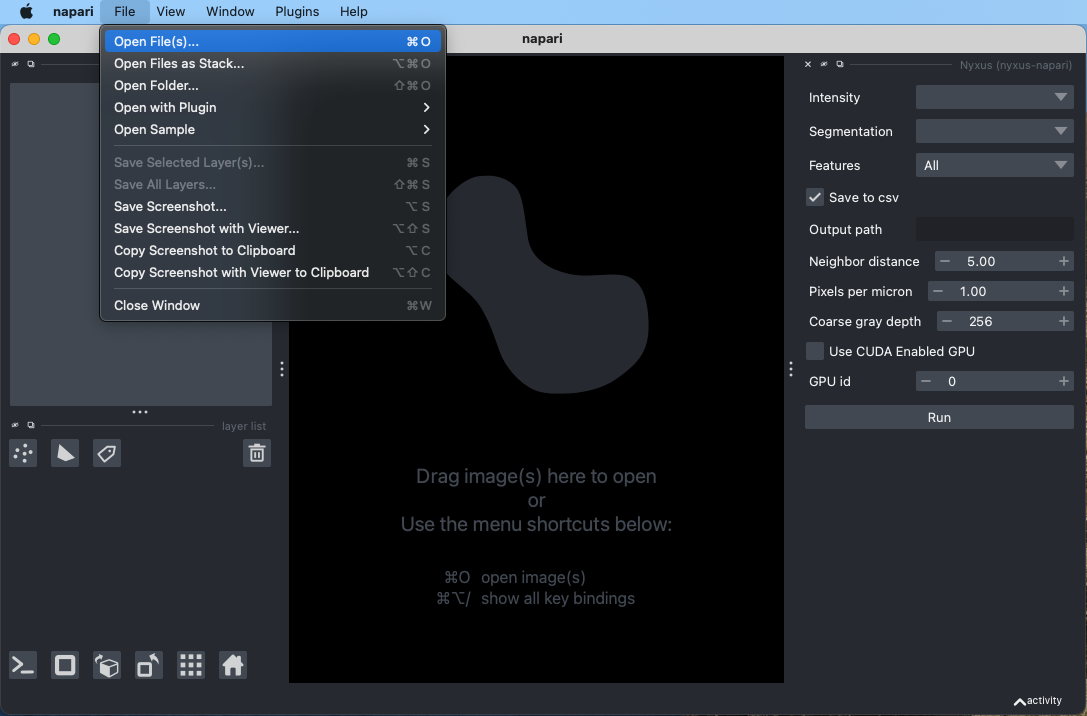 napari File View Window Plugins Help
napari
Open File(s)... ⌘ O
Open Files as Stack... ⌥⌘ O
Open Folder... ⇧⌘ O
Open with Plugin
Open Sample
Save Selected Layer(s)... ⌘ S
Save All Layers... ⇧⌘ S
Save Screenshot... ⌥ S
Save Screenshot with Viewer... ⌥⇧ S
Copy Screenshot to Clipboard ⌥ C
Copy Screenshot with Viewer to Clipboard ⌥⇧ C
Close Window ⌘W
layer list
Drag image(s) here to open
or
Use the menu shortcuts below:
⌘O open image(s)
⌘⌥/ show all key bindings
Nyxus (nyxus-napari)
Intensity
Segmentation
Features All
Save to csv
Output path
Neighbor distance − 5.00 +
Pixels per micron − 1.00 +
Coarse gray depth − 256 +
Use CUDA Enabled GPU
GPU id − 0 +
Run
activity